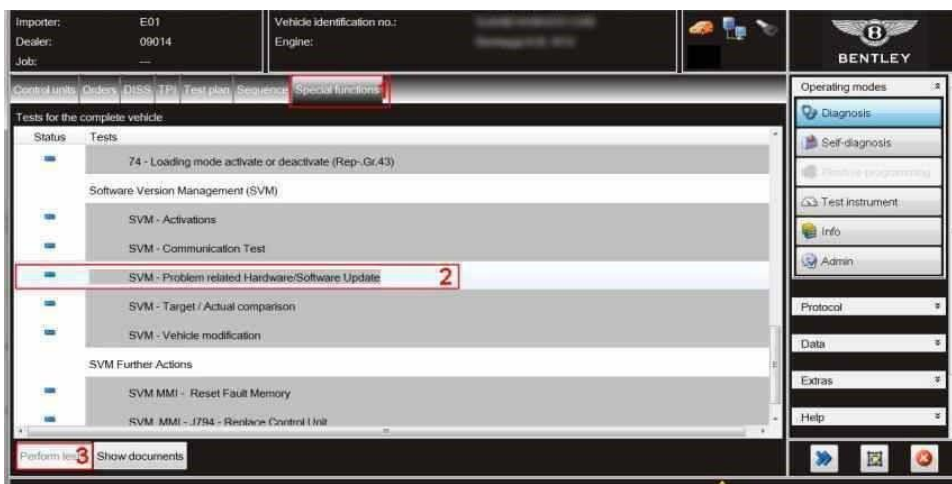 Importer: E01 Vehicle identification no.:
Dealer: 09014 Engine:
Job: ---
BENTLEY
Control units Orders DISS TPI Test plan Sequence Special functions 1
Tests for the complete vehicle
Status Tests
74 - Loading mode activate or deactivate (Rep-.Gr.43)
Software Version Management (SVM)
SVM - Activations
SVM - Communication Test
SVM - Problem related Hardware/Software Update 2
SVM - Target / Actual comparison
SVM - Vehicle modification
SVM Further Actions
SVM MMI - Reset Fault Memory
SVM MMI - J794 - Replace Control Unit
Perform tes 3 Show documents
Operating modes
Diagnosis
Self-diagnosis
Test instrument
Info
Admin
Protocol
Data
Extras
Help